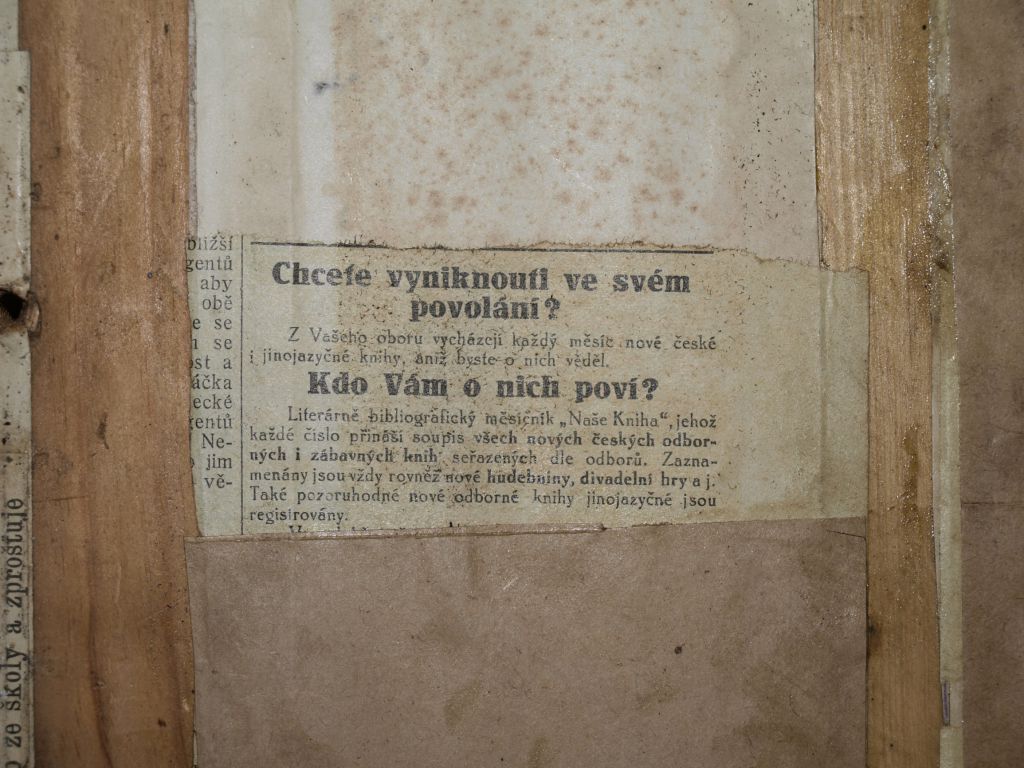 bližší
gentů
aby
obě
e se
se
st a
áčka
ecké
gentů
Ne-
jim
vě-
Chcete vyniknouti ve svém
povolání?
Z Vašeho oboru vycházejí každý měsíc nové české
i jinojazyčné knihy, aniž byste o nich věděl.
Kdo Vám o nich poví?
Literárně bibliografický měsíčník „Naše Kniha“, jehož
každé číslo přináší soupis všech nových českých odbor-
ných i zábavných knih seřazených dle odborů. Zazna-
menány jsou vždy rovněž nové hudebniny, divadelní hry a j.
Také pozoruhodné nové odborné knihy jinojazyčné jsou
registrovány.
ze školy a zproštuje